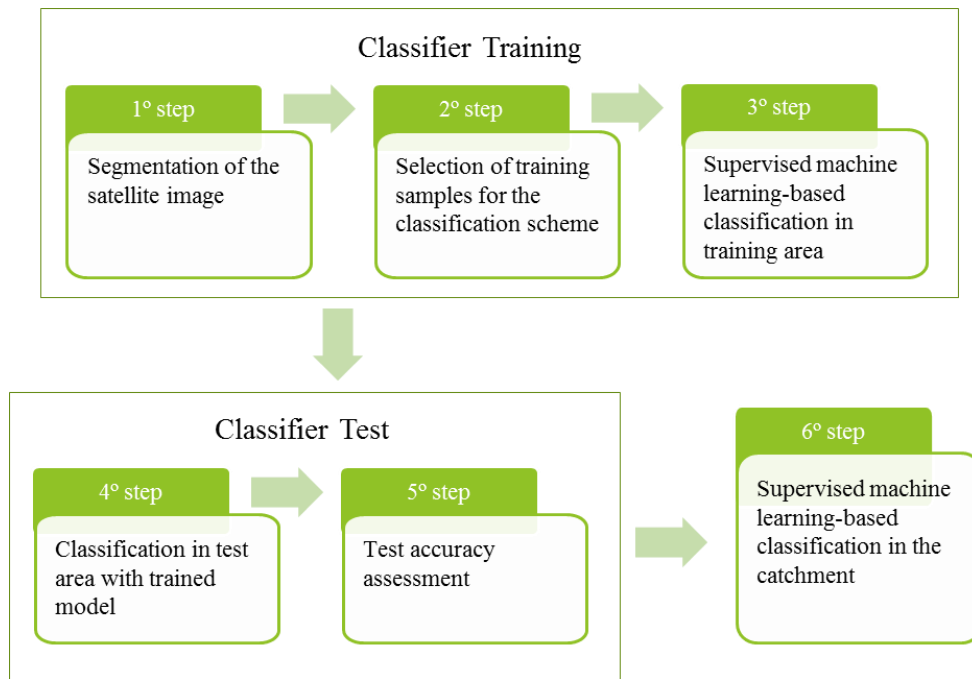 Classifier Training
1º step
Segmentation of the
satellite image
2º step
Selection of training
samples for the
classification scheme
3º step
Supervised machine
learning-based
classification in
training area
Classifier Test
4º step
Classification in test
area with trained
model
5º step
Test accuracy
assessment
6º step
Supervised machine
learning-based
classification in the
catchment